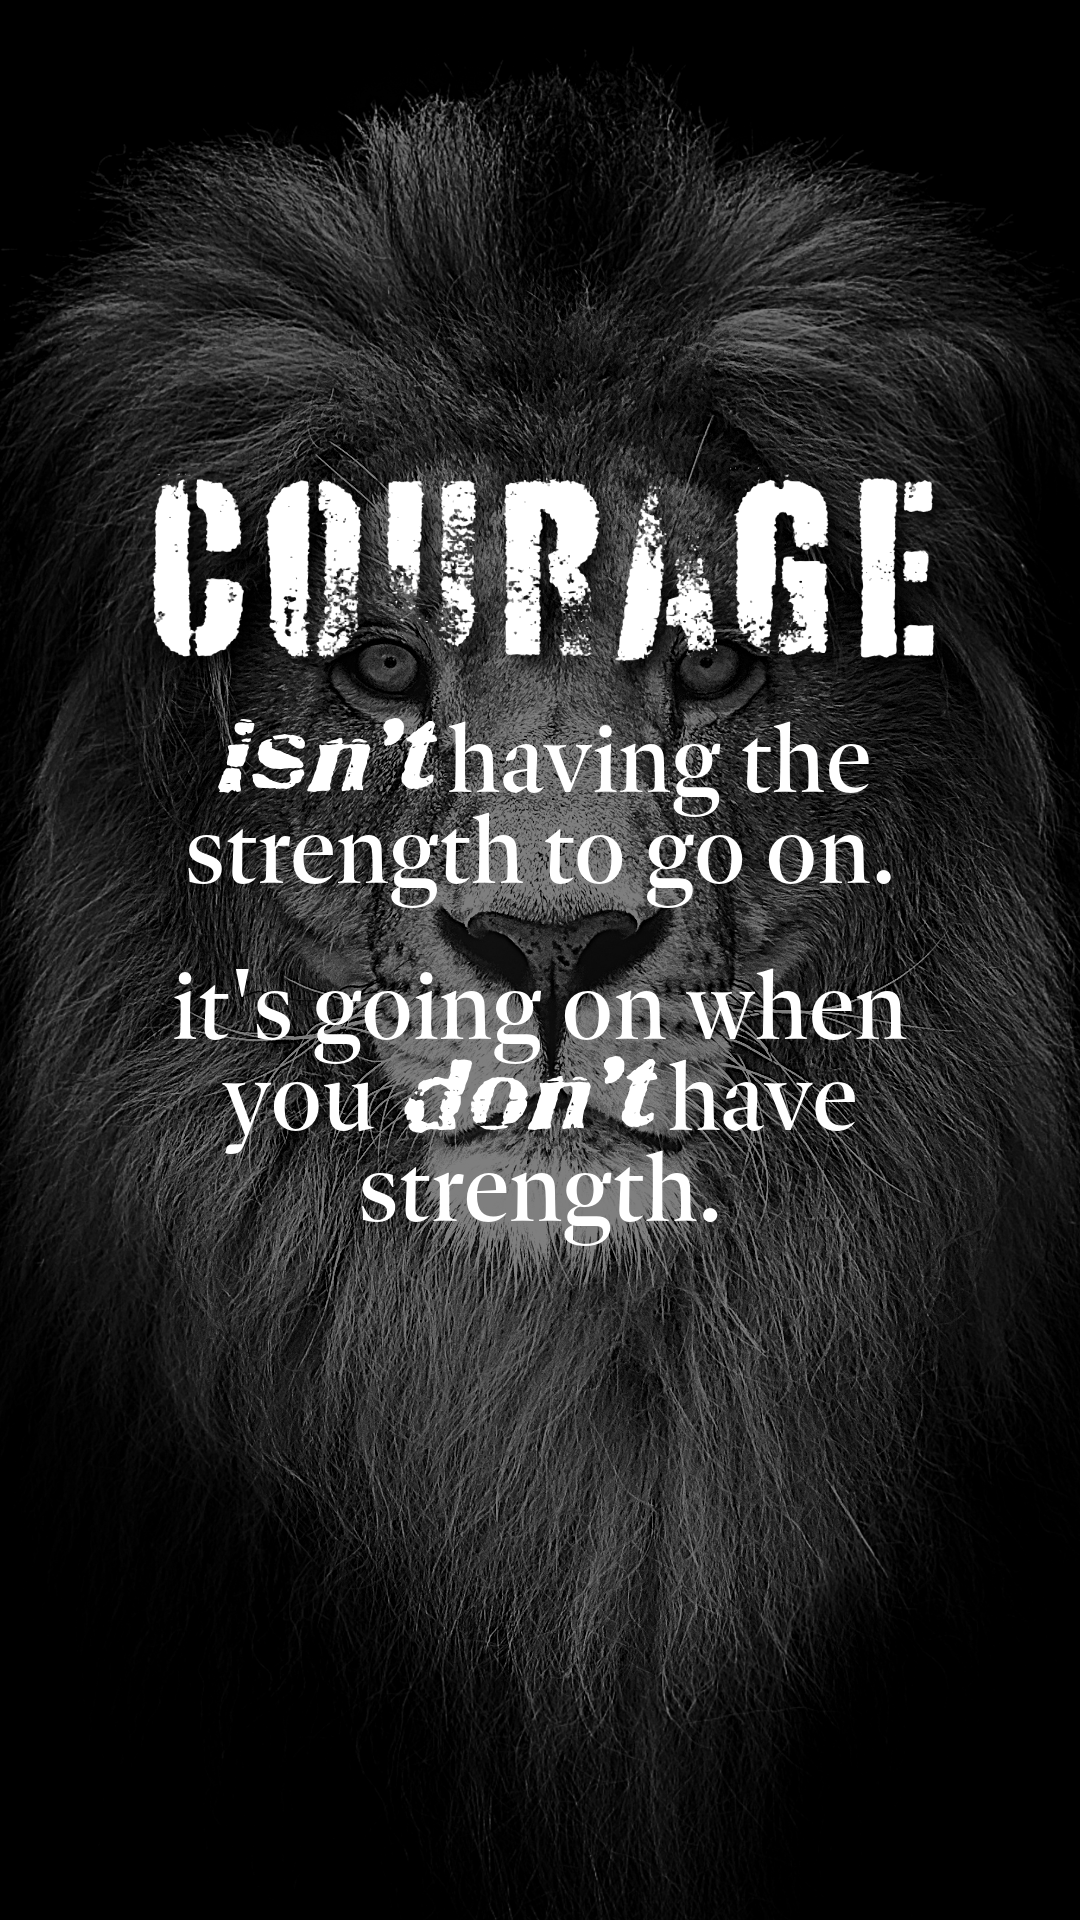 COURAGE
isn't having the
strength to go on.
it's going on when
you don't have
strength.